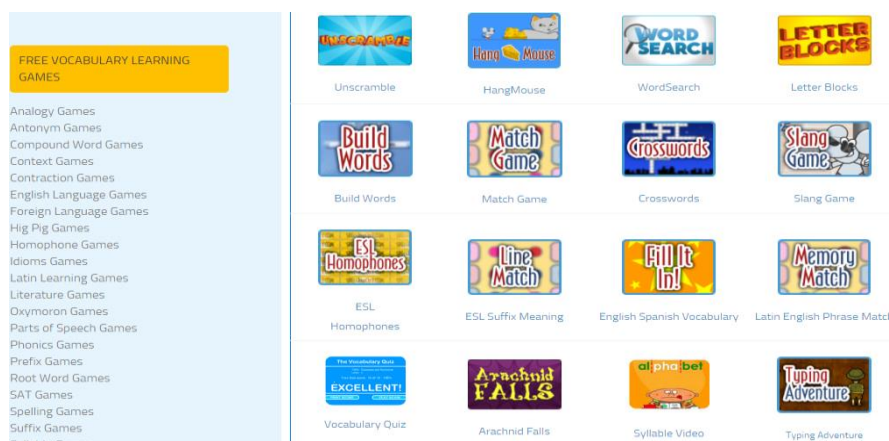 FREE VOCABULARY LEARNING
GAMES
Analogy Games
Antonym Games
Compound Word Games
Context Games
Contraction Games
English Language Games
Foreign Language Games
Hig Pig Games
Homophone Games
Idioms Games
Latin Learning Games
Literature Games
Oxymoron Games
Parts of Speech Games
Phonics Games
Prefix Games
Root Word Games
SAT Games
Spelling Games
Suffix Games
UNSCRAMBLE
Hang Mouse
WORD
SEARCH
LETTER
BLOCKS
Unscramble
HangMouse
WordSearch
Letter Blocks
Build
Words
Match
Game
Crosswords
Slang
Game
Build Words
Match Game
Crosswords
Slang Game
ESL
Homophones
Line
Match
Fill It
In!
Memory
Match
ESL
Homophones
ESL Suffix Meaning
English Spanish Vocabulary
Latin English Phrase Match
The Vocabulary Quiz
EXCELLENT!
Arachnid
FALLS
al pha bet
Typing
Adventure
Vocabulary Quiz
Arachnid Falls
Syllable Video
Typing Adventure